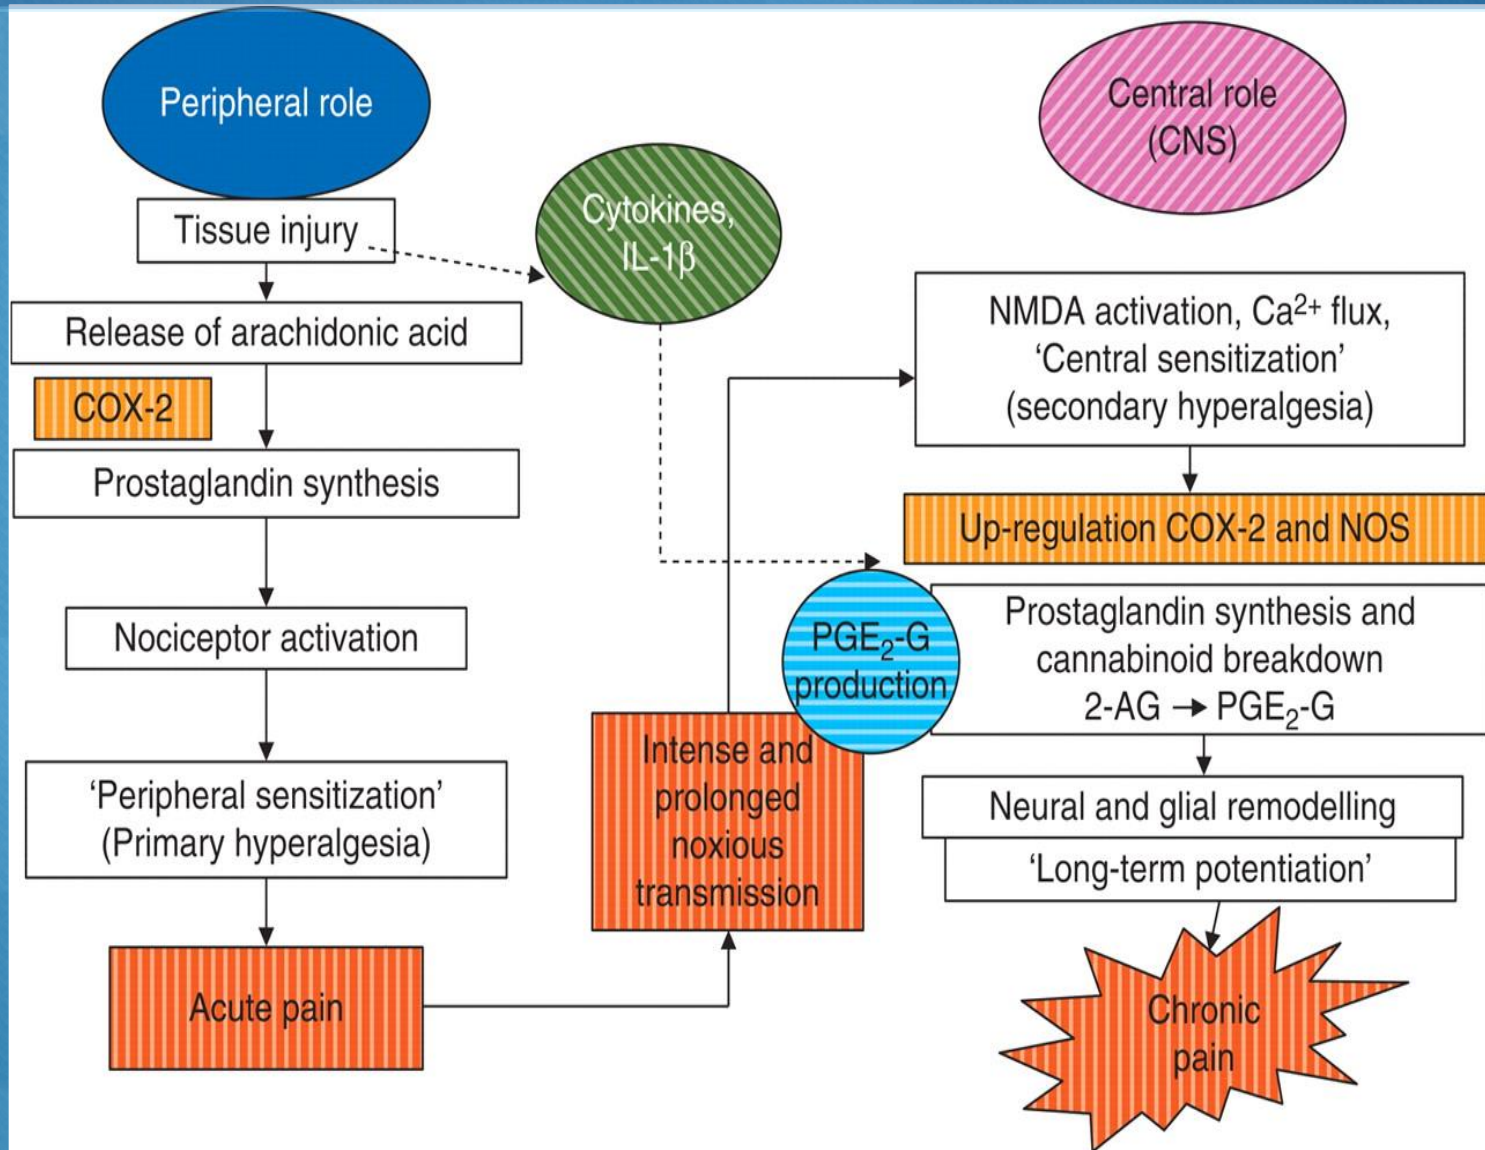 Peripheral role
Tissue injury
Release of arachidonic acid
COX-2
Prostaglandin synthesis
Nociceptor activation
‘Peripheral sensitization’
(Primary hyperalgesia)
Acute pain
Cytokines,
IL-1β
Intense and
prolonged
noxious
transmission
PGE₂-G
production
Central role
(CNS)
NMDA activation, Ca²⁺ flux,
‘Central sensitization’
(secondary hyperalgesia)
Up-regulation COX-2 and NOS
Prostaglandin synthesis and
cannabinoid breakdown
2-AG → PGE₂-G
Neural and glial remodelling
‘Long-term potentiation’
Chronic
pain